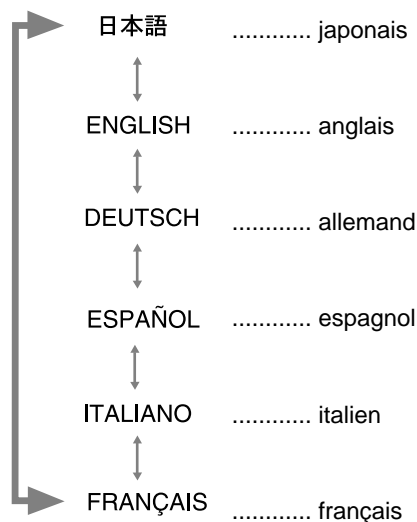 日本語 ............ japonais
ENGLISH ............ anglais
DEUTSCH ............ allemand
ESPAÑOL ............ espagnol
ITALIANO ............ italien
FRANÇAIS ............ français